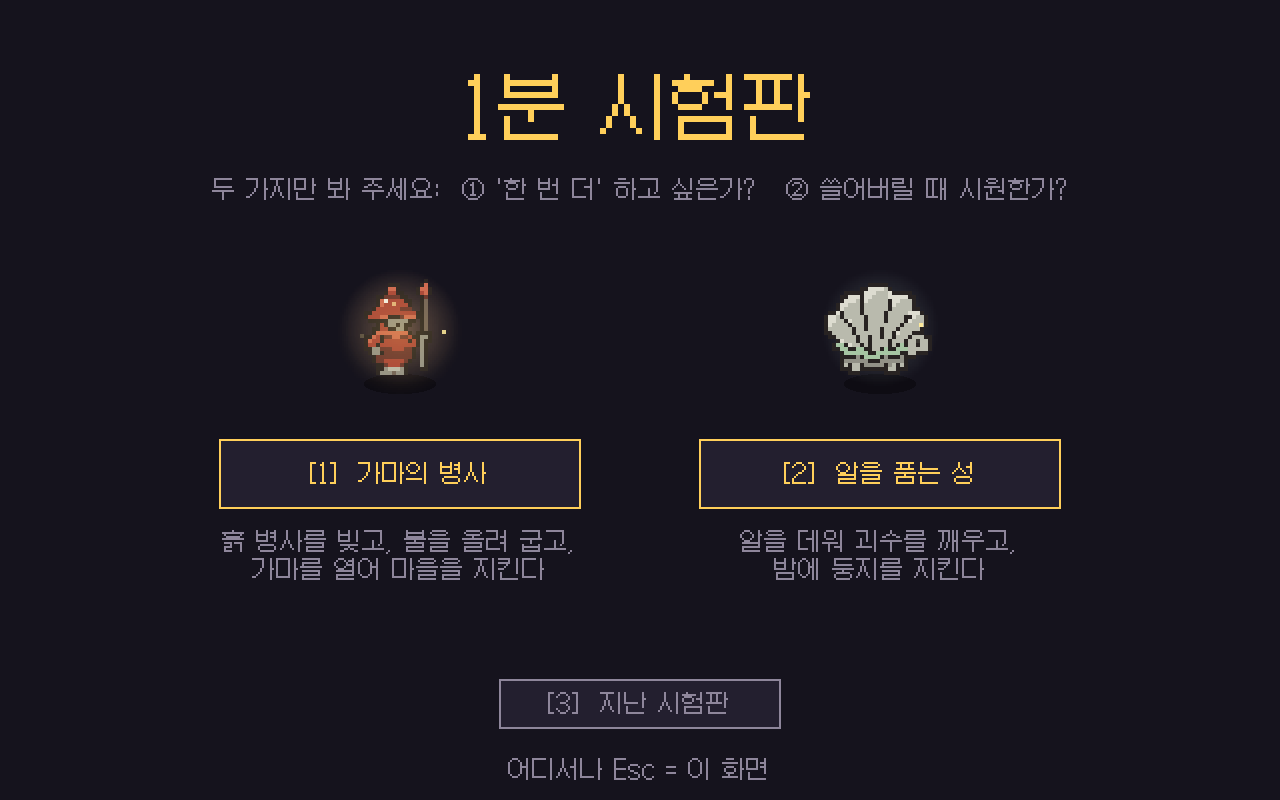 1분 시험판
두 가지만 봐 주세요: ① '한 번 더' 하고 싶은가? ② 쓸어버릴 때 시원한가?
[1] 가마의 병사
[2] 알을 품는 성
흙 병사를 빚고, 불을 올려 굽고,
가마를 열어 마을을 지킨다
알을 데워 괴수를 깨우고,
밤에 둥지를 지킨다
[3] 지난 시험판
어디서나 Esc = 이 화면